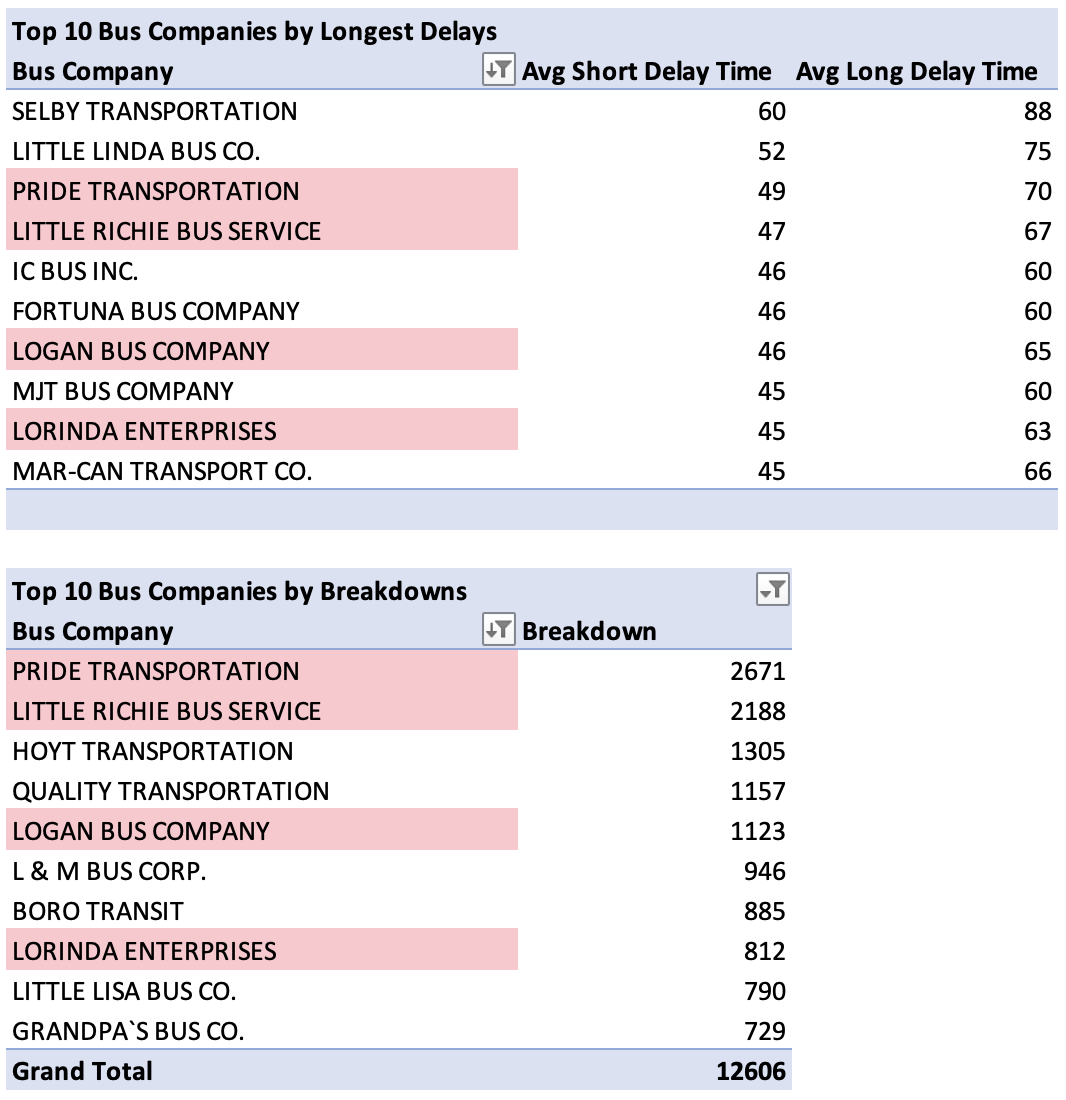 Top 10 Bus Companies by Longest Delays
Bus Company Avg Short Delay Time Avg Long Delay Time
SELBY TRANSPORTATION 60 88
LITTLE LINDA BUS CO. 52 75
PRIDE TRANSPORTATION 49 70
LITTLE RICHIE BUS SERVICE 47 67
IC BUS INC. 46 60
FORTUNA BUS COMPANY 46 60
LOGAN BUS COMPANY 46 65
MJT BUS COMPANY 45 60
LORINDA ENTERPRISES 45 63
MAR-CAN TRANSPORT CO. 45 66
Top 10 Bus Companies by Breakdowns
Bus Company Breakdown
PRIDE TRANSPORTATION 2671
LITTLE RICHIE BUS SERVICE 2188
HOYT TRANSPORTATION 1305
QUALITY TRANSPORTATION 1157
LOGAN BUS COMPANY 1123
L & M BUS CORP. 946
BORO TRANSIT 885
LORINDA ENTERPRISES 812
LITTLE LISA BUS CO. 790
GRANDPA`S BUS CO. 729
Grand Total 12606